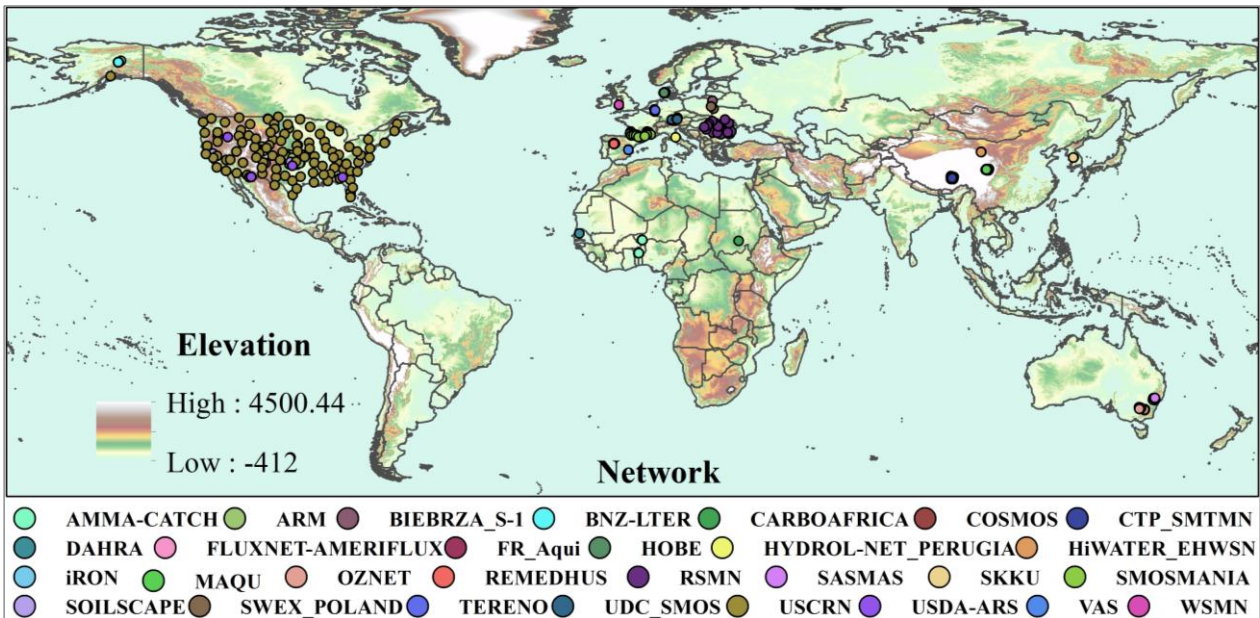 Elevation
High : 4500.44
Low : -412
Network
AMMA-CATCH ARM BIEBRZA_S-1 BNZ-LTER CARBOAFRICA COSMOS CTP_SMTMN
DAHRA FLUXNET-AMERIFLUX FR_Aqui HOBE HYDROL-NET_PERUGIA HiWATER_EHWSN
iRON MAQU OZNET REMEDHUS RSMN SASMAS SKKU SMOSMANIA
SOILSCAPE SWEX_POLAND TERENO UDC_SMOS USCRN USDA-ARS VAS WSMN